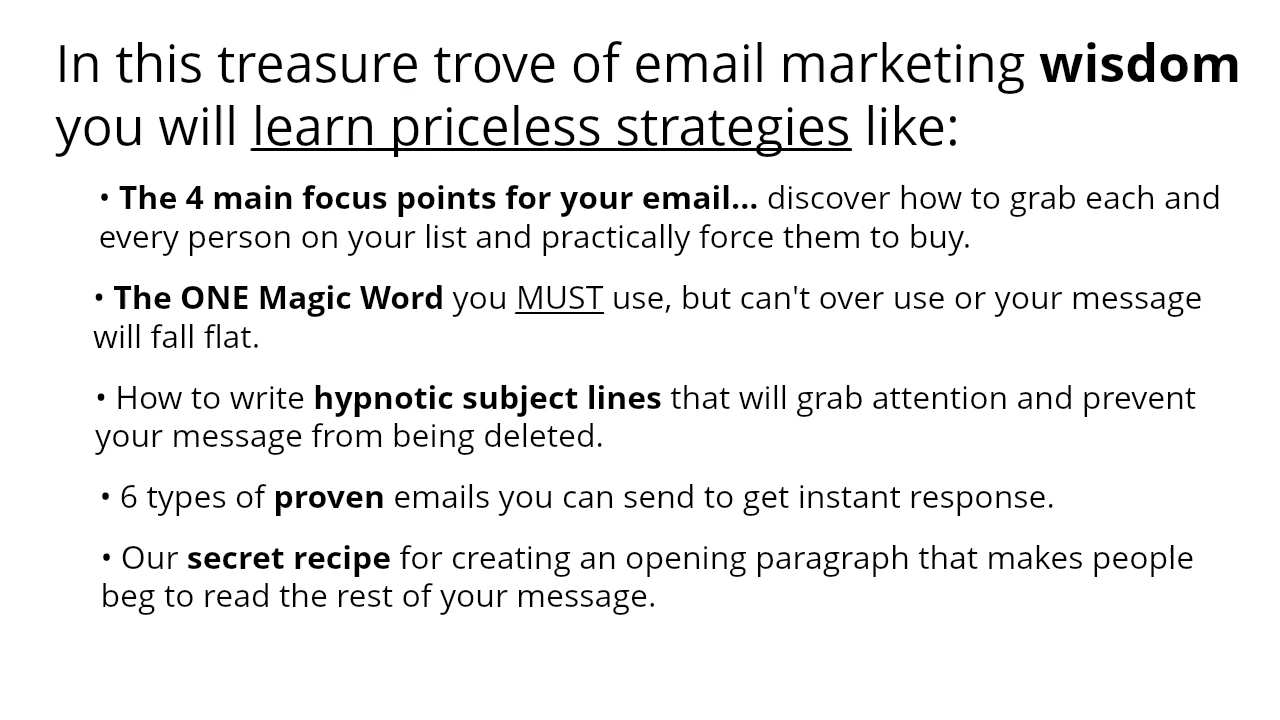 In this treasure trove of email marketing wisdom
you will learn priceless strategies like:
• The 4 main focus points for your email... discover how to grab each and
every person on your list and practically force them to buy.
• The ONE Magic Word you MUST use, but can't over use or your message
will fall flat.
• How to write hypnotic subject lines that will grab attention and prevent
your message from being deleted.
• 6 types of proven emails you can send to get instant response.
• Our secret recipe for creating an opening paragraph that makes people
beg to read the rest of your message.